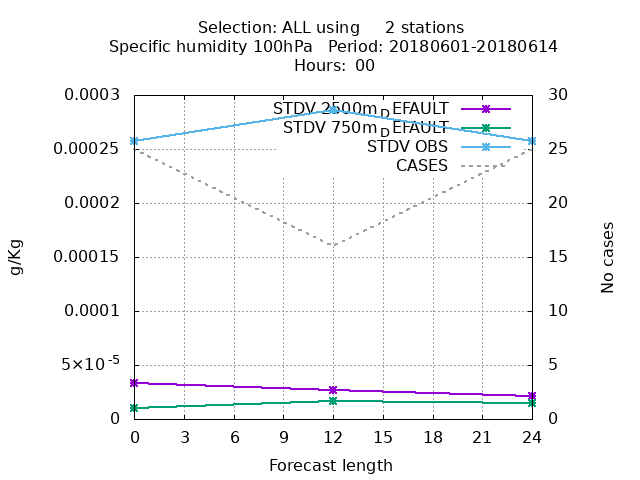 Selection: ALL using     2 stations
Specific humidity 100hPa   Period: 20180601-20180614
Hours: 00
0.0003
0.00025
0.0002
0.00015
0.0001
5×10-5
0
g/Kg
STDV 2500mDEFAULT
STDV 750mDEFAULT
STDV OBS
CASES
30
25
20
15
10
5
0
No cases
0 3 6 9 12 15 18 21 24
Forecast length